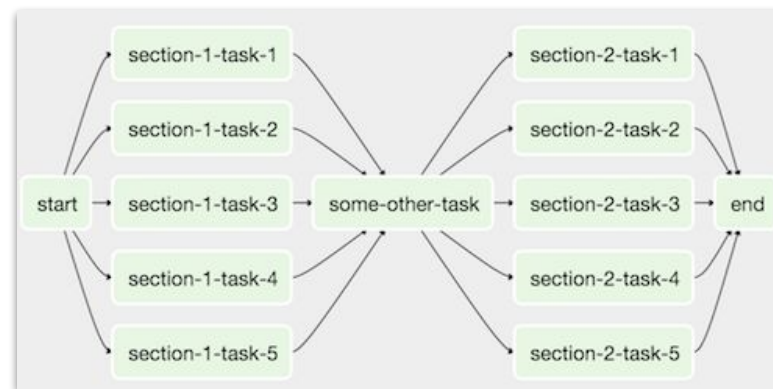 section-1-task-1
section-2-task-1
section-1-task-2
section-2-task-2
start
section-1-task-3
some-other-task
section-2-task-3
end
section-1-task-4
section-2-task-4
section-1-task-5
section-2-task-5